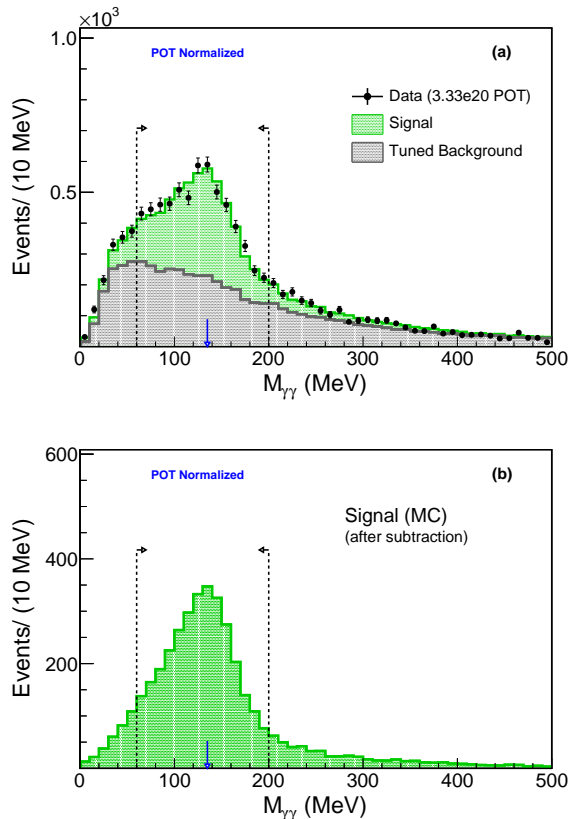 ×10³
1.0
POT Normalized
(a)
Data (3.33e20 POT)
Signal
Tuned Background
0.5
Events/ (10 MeV)
0 100 200 300 400 500
Mγγ (MeV)
600
POT Normalized
(b)
Signal (MC)
(after subtraction)
400
200
Events/ (10 MeV)
0 100 200 300 400 500
Mγγ (MeV)